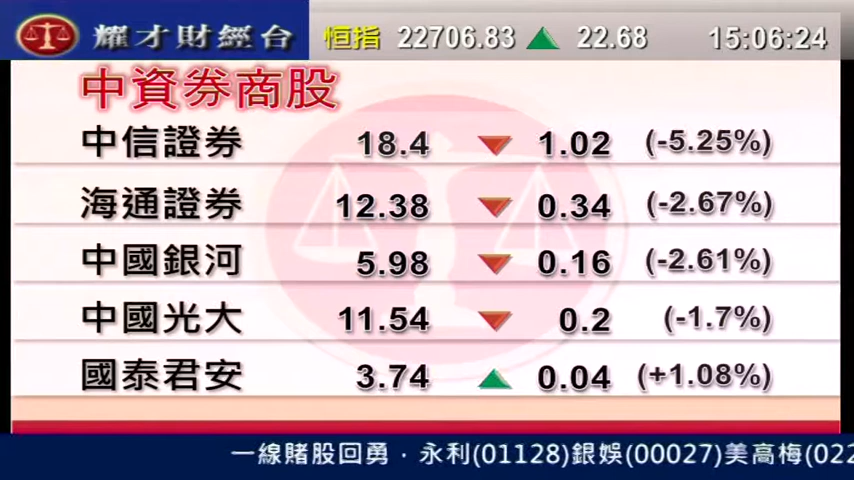 耀才財經台 恒指 22706.83 ▲ 22.68 15:06:24
中資券商股
中信證券 18.4 ▼ 1.02 (-5.25%)
海通證券 12.38 ▼ 0.34 (-2.67%)
中國銀河 5.98 ▼ 0.16 (-2.61%)
中國光大 11.54 ▼ 0.2 (-1.7%)
國泰君安 3.74 ▲ 0.04 (+1.08%)
一線賭股回勇．永利(01128)銀娛(00027)美高梅(022